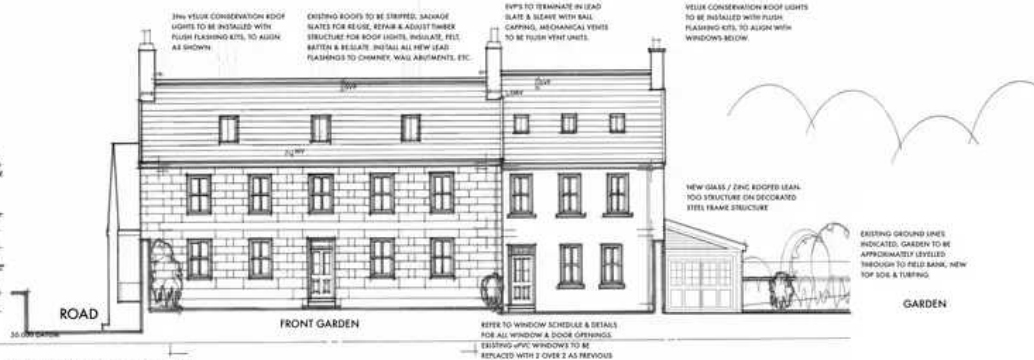 3No VELUX CONSERVATION ROOF
LIGHTS TO BE INSTALLED WITH
FLUSH FLASHING KITS, TO ALIGN
AS SHOWN
EXISTING ROOFS TO BE STRIPPED, SALVAGE
SLATES FOR RE-USE, REPAIR & ADJUST TIMBER
STRUCTURE FOR ROOF LIGHTS, INSULATE, FELT,
BATTEN & RE-SLATE. INSTALL ALL NEW LEAD
FLASHINGS TO CHIMNEY, WALL ABUTMENTS, ETC.
SVP'S TO TERMINATE IN LEAD
SLATE & SLEAVE WITH BALL
CAPPING, MECHANICAL VENTS
TO BE FLUSH VENT UNITS.
VELUX CONSERVATION ROOF LIGHTS
TO BE INSTALLED WITH FLUSH
FLASHING KITS, TO ALIGN WITH
WINDOWS BELOW.
NEW GLASS / ZINC ROOFED LEAN-
TOO STRUCTURE ON DECORATED
STEEL FRAME STRUCTURE
EXISTING GROUND LINES
INDICATED, GARDEN TO BE
APPROXIMATELY LEVELLED
THROUGH TO FIELD BANK, NEW
TOP SOIL & TURFING
ROAD
FRONT GARDEN
GARDEN
REFER TO WINDOW SCHEDULE & DETAILS
FOR ALL WINDOW & DOOR OPENINGS.
EXISTING uPVC WINDOWS TO BE
REPLACED WITH 2 OVER 2 AS PREVIOUS